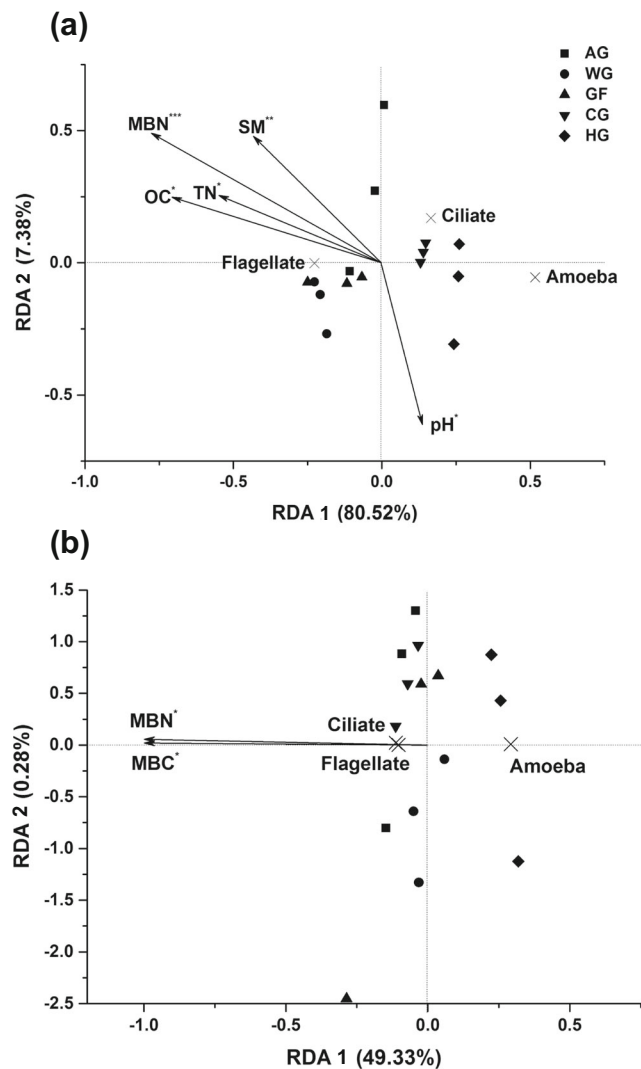 (a)
AG
WG
GF
CG
HG
0.5
0.0
-0.5
RDA 2 (7.38%)
MBN***
SM**
OC*
TN*
Flagellate
Ciliate
Amoeba
pH*
-1.0 -0.5 0.0 0.5
RDA 1 (80.52%)
(b)
1.5
1.0
0.5
0.0
-0.5
-1.0
-1.5
-2.0
-2.5
RDA 2 (0.28%)
MBN*
MBC*
Ciliate
Flagellate
Amoeba
-1.0 -0.5 0.0 0.5
RDA 1 (49.33%)